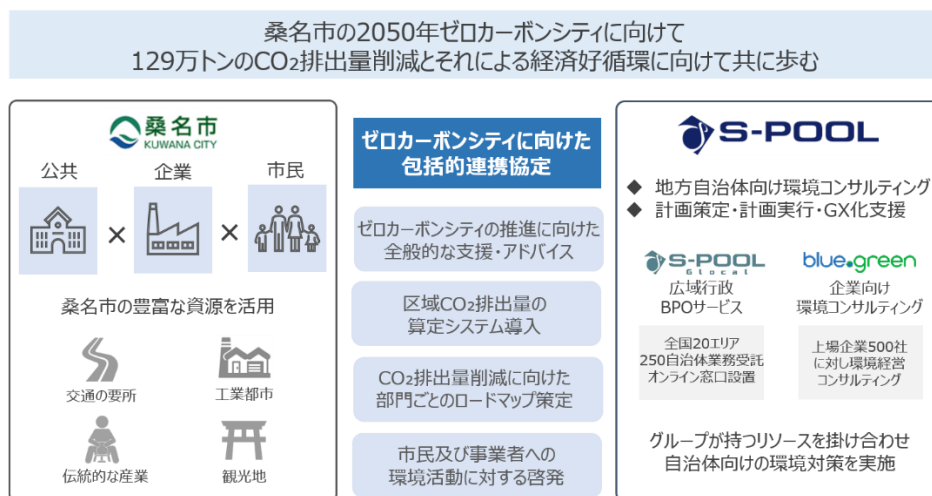 桑名市の2050年ゼロカーボンシティに向けて
129万トンのCO₂排出量削減とそれによる経済好循環に向けて共に歩む
桑名市
KUWANA CITY
公共
企業
市民
×
×
桑名市の豊富な資源を活用
交通の要所
工業都市
伝統的な産業
観光地
ゼロカーボンシティに向けた
包括的連携協定
ゼロカーボンシティの推進に向けた
全般的な支援・アドバイス
区域CO₂排出量の
算定システム導入
CO₂排出量削減に向けた
部門ごとのロードマップ策定
市民及び事業者への
環境活動に対する啓発
S-POOL
◆ 地方自治体向け環境コンサルティング
◆ 計画策定・計画実行・GX化支援
S-POOL
Glocal
広域行政
BPOサービス
全国20エリア
250自治体業務受託
オンライン窓口設置
blue.green
企業向け
環境コンサルティング
上場企業500社
に対し環境経営
コンサルティング
グループが持つリソースを掛け合わせ
自治体向けの環境対策を実施